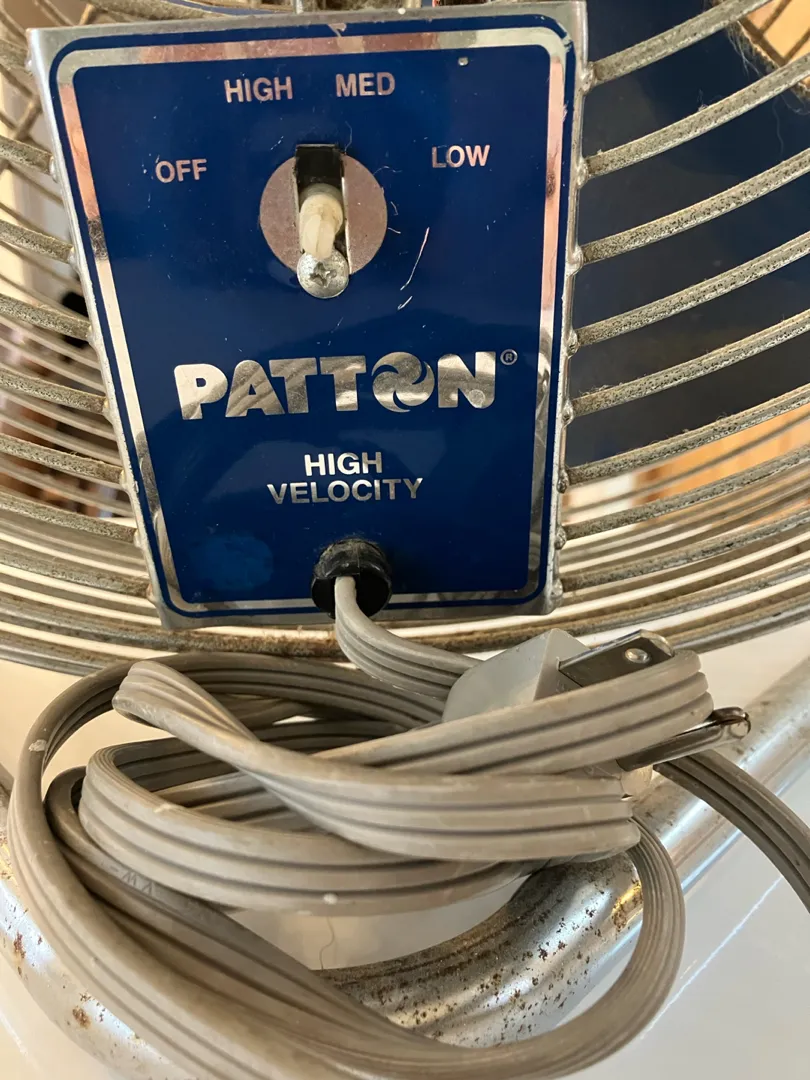 HIGH MED
OFF LOW
PATTON®
HIGH
VELOCITY